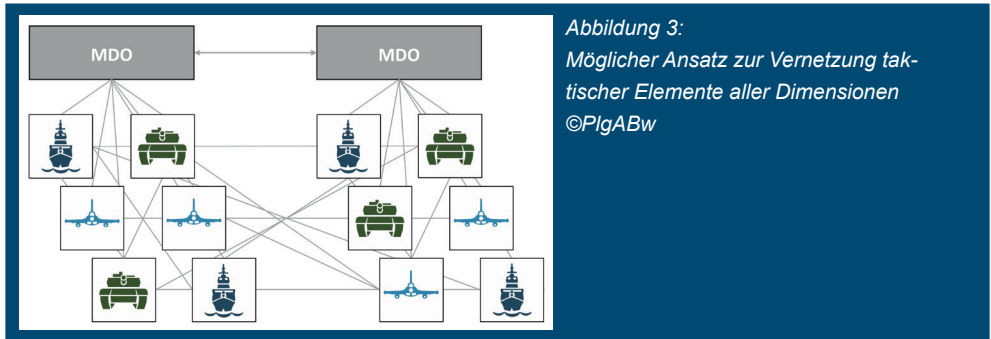 MDO
MDO
Abbildung 3:
Möglicher Ansatz zur Vernetzung tak-
tischer Elemente aller Dimensionen
©PlgABw